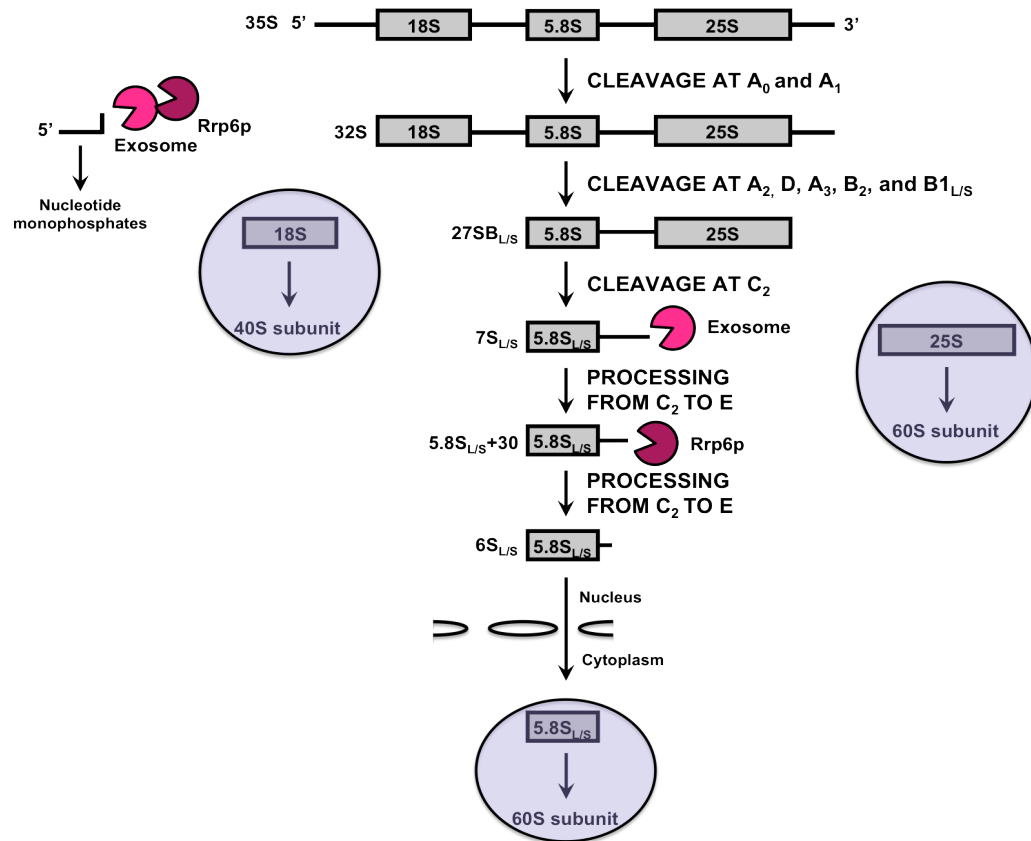 35S 5’ 18S 5.8S 25S 3’
CLEAVAGE AT A₀ and A₁
5’
Rrp6p
Exosome
Nucleotide
monophosphates
32S 18S 5.8S 25S
CLEAVAGE AT A₂, D, A₃, B₂, and B1L/S
18S
40S subunit
27SBL/S 5.8S 25S
CLEAVAGE AT C₂
7SL/S 5.8SL/S Exosome
25S
60S subunit
PROCESSING
FROM C₂ TO E
5.8SL/S+30 5.8SL/S Rrp6p
PROCESSING
FROM C₂ TO E
6SL/S 5.8SL/S
Nucleus
Cytoplasm
5.8SL/S
60S subunit